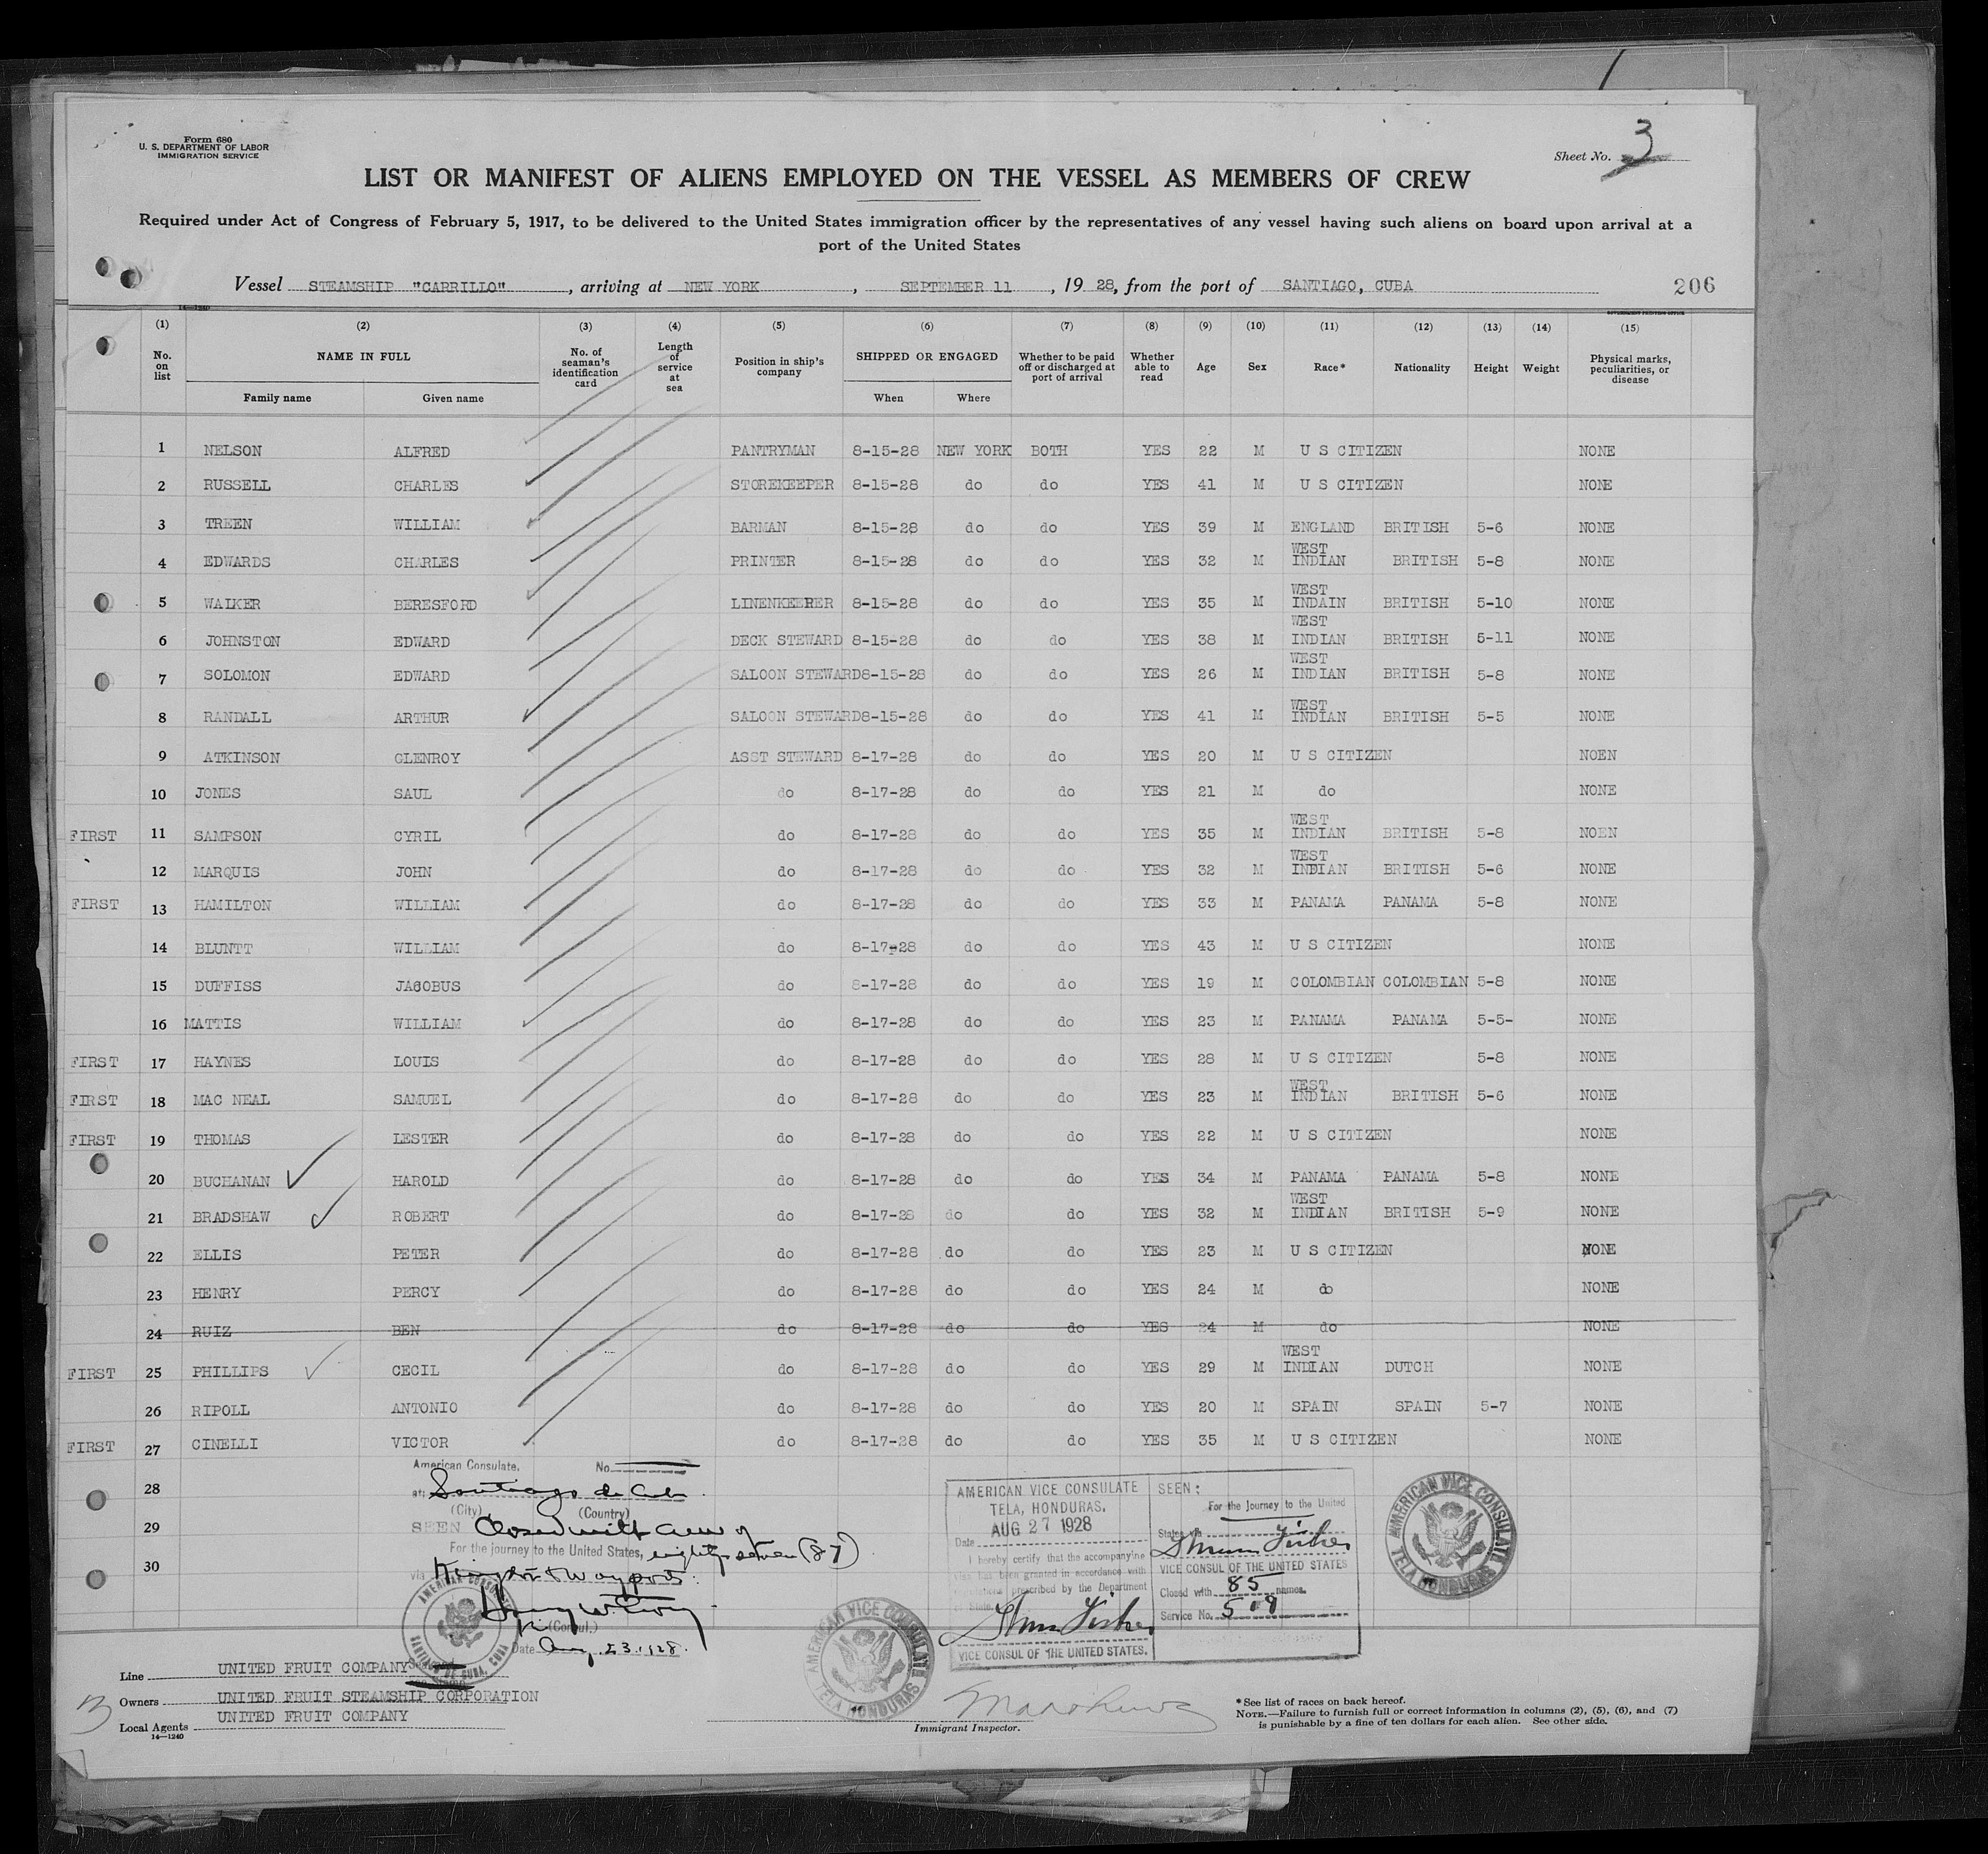 Form 680
U. S. DEPARTMENT OF LABOR
IMMIGRATION SERVICE
Sheet No. 3
LIST OR MANIFEST OF ALIENS EMPLOYED ON THE VESSEL AS MEMBERS OF CREW
Required under Act of Congress of February 5, 1917, to be delivered to the United States immigration officer by the representatives of any vessel having such aliens on board upon arrival at a
port of the United States
Vessel STEAMSHIP "CARRILLO", arriving at NEW YORK, SEPTEMBER 11, 19 28, from the port of SANTIAGO, CUBA 206
(1) (2) (3) (4) (5) (6) (7) (8) (9) (10) (11) (12) (13) (14) (15)
No. on list NAME IN FULL Family name Given name No. of seaman's identification card Length of service at sea Position in ship's company SHIPPED OR ENGAGED When Where Whether to be paid off or discharged at port of arrival Whether able to read Age Sex Race* Nationality Height Weight Physical marks, peculiarities, or disease
1 NELSON ALFRED PANTRYMAN 8-15-28 NEW YORK BOTH YES 22 M U S CITIZEN NONE
2 RUSSELL CHARLES STOREKEEPER 8-15-28 do do YES 41 M U S CITIZEN NONE
3 TREEN WILLIAM BARMAN 8-15-28 do do YES 39 M ENGLAND BRITISH 5-6 NONE
4 EDWARDS CHARLES PRINTER 8-15-28 do do YES 32 M WEST INDIAN BRITISH 5-8 NONE
5 WALKER BERESFORD LINENKEEPER 8-15-28 do do YES 35 M WEST INDAIN BRITISH 5-10 NONE
6 JOHNSTON EDWARD DECK STEWARD 8-15-28 do do YES 38 M WEST INDIAN BRITISH 5-11 NONE
7 SOLOMON EDWARD SALOON STEWARD 8-15-28 do do YES 26 M WEST INDIAN BRITISH 5-8 NONE
8 RANDALL ARTHUR SALOON STEWARD 8-15-28 do do YES 41 M WEST INDIAN BRITISH 5-5 NONE
9 ATKINSON GLENROY ASST STEWARD 8-17-28 do do YES 20 M U S CITIZEN NOEN
10 JONES SAUL do 8-17-28 do do YES 21 M do NONE
FIRST 11 SAMPSON CYRIL do 8-17-28 do do YES 35 M WEST INDIAN BRITISH 5-8 NOEN
12 MARQUIS JOHN do 8-17-28 do do YES 32 M WEST INDIAN BRITISH 5-6 NONE
FIRST 13 HAMILTON WILLIAM do 8-17-28 do do YES 33 M PANAMA PANAMA 5-8 NONE
14 BLUNTT WILLIAM do 8-17-28 do do YES 43 M U S CITIZEN NONE
15 DUFFISS JACOBUS do 8-17-28 do do YES 19 M COLOMBIAN COLOMBIAN 5-8 NONE
16 MATTIS WILLIAM do 8-17-28 do do YES 23 M PANAMA PANAMA 5-5- NONE
FIRST 17 HAYNES LOUIS do 8-17-28 do do YES 28 M U S CITIZEN 5-8 NONE
FIRST 18 MAC NEAL SAMUEL do 8-17-28 do do YES 23 M WEST INDIAN BRITISH 5-6 NONE
FIRST 19 THOMAS LESTER do 8-17-28 do do YES 22 M U S CITIZEN NONE
20 BUCHANAN HAROLD do 8-17-28 do do YES 34 M PANAMA PANAMA 5-8 NONE
21 BRADSHAW ROBERT do 8-17-28 do do YES 32 M WEST INDIAN BRITISH 5-9 NONE
22 ELLIS PETER do 8-17-28 do do YES 23 M U S CITIZEN NONE
23 HENRY PERCY do 8-17-28 do do YES 24 M do NONE
24 RUIZ BEN do 8-17-28 do do YES 24 M do NONE
FIRST 25 PHILLIPS CECIL do 8-17-28 do do YES 29 M WEST INDIAN DUTCH NONE
26 RIPOLL ANTONIO do 8-17-28 do do YES 20 M SPAIN SPAIN 5-7 NONE
FIRST 27 CINELLI VICTOR do 8-17-28 do do YES 35 M U S CITIZEN NONE
28
29
30
American Consulate, No.
at Santiago de Cuba
(City) (Country)
SEEN Closed with crew of
For the journey to the United States, eighty-seven (87)
via Kingston & Wayports
(Consul.)
Date Aug. 23, 1928.
AMERICAN CONSULATE SANTIAGO DE CUBA, CUBA
AMERICAN VICE CONSULATE TELA HONDURAS
AMERICAN VICE CONSULATE
TELA, HONDURAS.
AUG 27 1928
Date
I hereby certify that the accompanying
visa has been granted in accordance with
prescribed by the Department
of State.
VICE CONSUL OF THE UNITED STATES.
SEEN:
For the Journey to the United
States via
VICE CONSUL OF THE UNITED STATES
Closed with 85 names.
Service No.
AMERICAN VICE CONSULATE TELA HONDURAS
Line UNITED FRUIT COMPANY
Owners UNITED FRUIT STEAMSHIP CORPORATION
Local Agents UNITED FRUIT COMPANY
14—1240
Immigrant Inspector.
*See list of races on back hereof.
NOTE.—Failure to furnish full or correct information in columns (2), (5), (6), and (7)
is punishable by a fine of ten dollars for each alien. See other side.